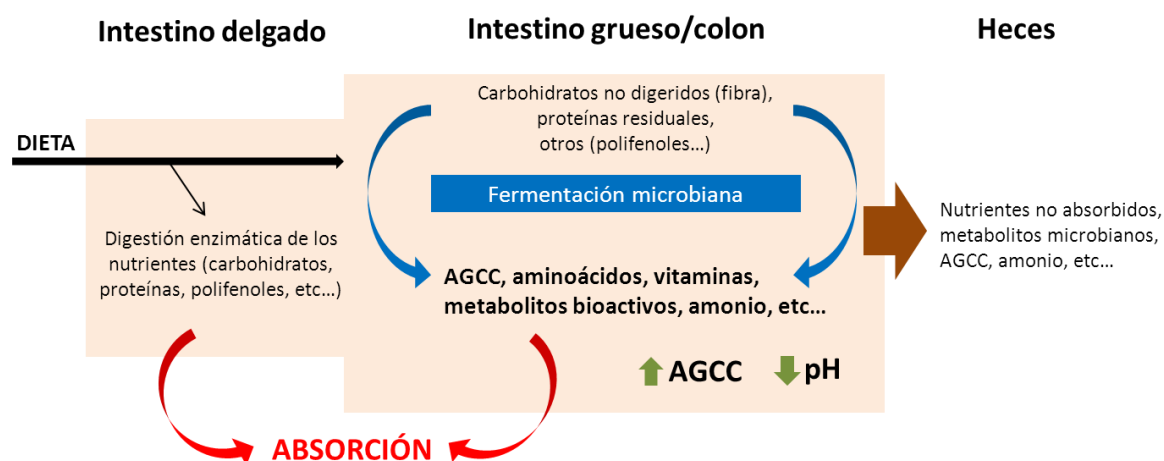 Intestino delgado
Intestino grueso/colon
Heces
DIETA
Digestión enzimática de los
nutrientes (carbohidratos,
proteínas, polifenoles, etc…)
Carbohidratos no digeridos (fibra),
proteínas residuales,
otros (polifenoles…)
Fermentación microbiana
AGCC, aminoácidos, vitaminas,
metabolitos bioactivos, amonio, etc…
AGCC
pH
Nutrientes no absorbidos,
metabolitos microbianos,
AGCC, amonio, etc…
ABSORCIÓN